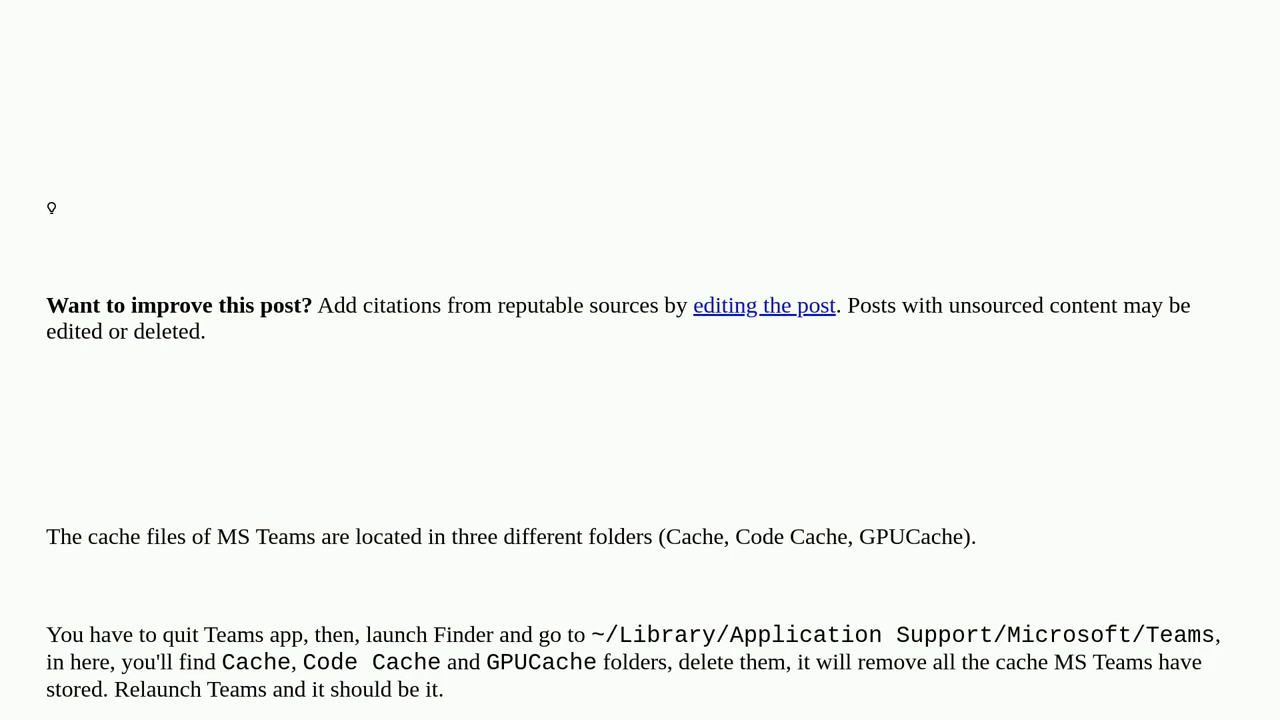 Want to improve this post? Add citations from reputable sources by editing the post. Posts with unsourced content may be
edited or deleted.
The cache files of MS Teams are located in three different folders (Cache, Code Cache, GPUCache).
You have to quit Teams app, then, launch Finder and go to ~/Library/Application Support/Microsoft/Teams,
in here, you'll find Cache, Code Cache and GPUCache folders, delete them, it will remove all the cache MS Teams have
stored. Relaunch Teams and it should be it.